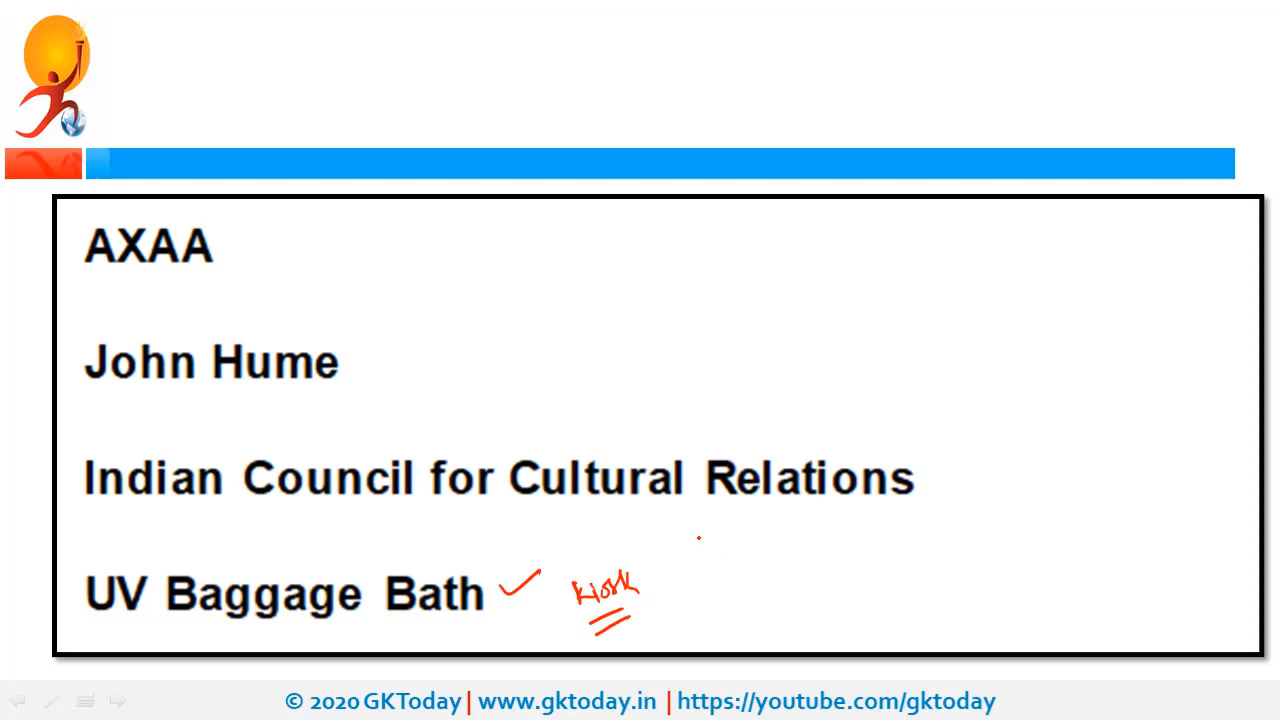 AXAA
John Hume
Indian Council for Cultural Relations
UV Baggage Bath Kiosk
© 2020 GKToday | www.gktoday.in | https://youtube.com/gktoday